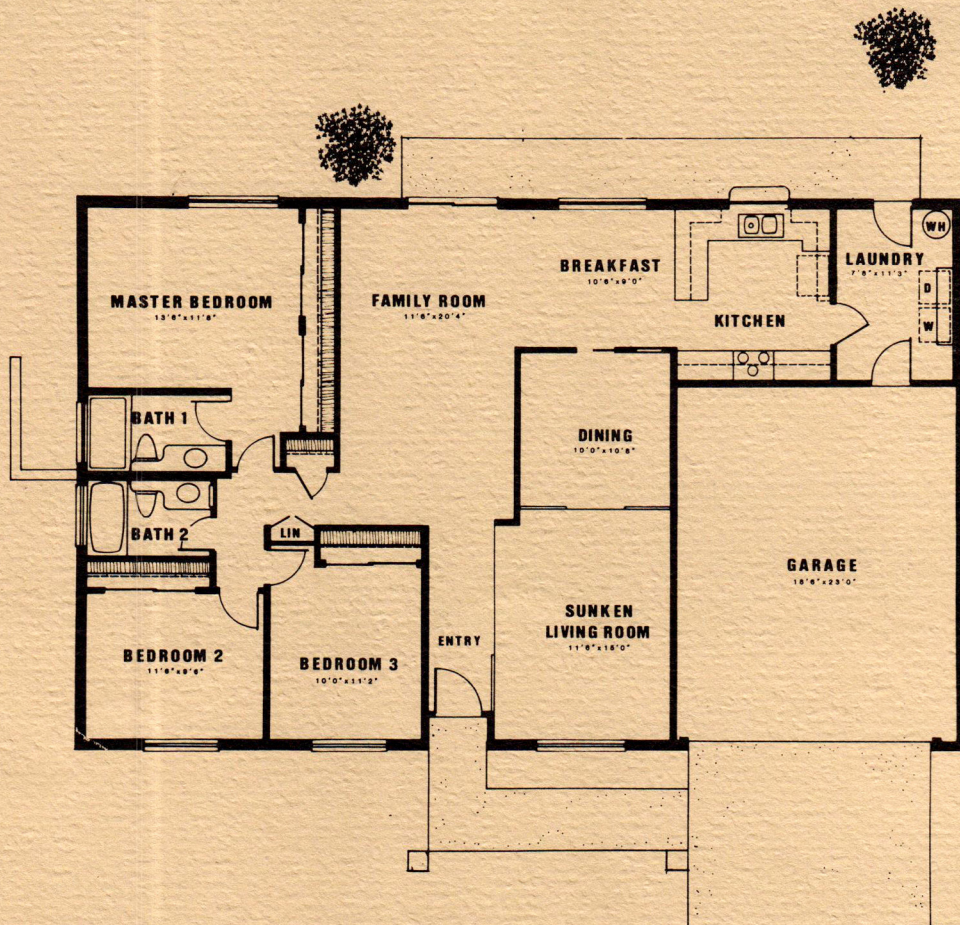 WH
BREAKFAST
10'6"x9'0"
LAUNDRY
7'6"x11'3"
D
W
MASTER BEDROOM
13'6"x11'8"
FAMILY ROOM
11'6"x20'4"
KITCHEN
BATH 1
DINING
10'0"x10'8"
BATH 2
LIN
GARAGE
18'6"x23'0"
SUNKEN
LIVING ROOM
11'6"x15'0"
ENTRY
BEDROOM 2
11'6"x9'6"
BEDROOM 3
10'0"x11'2"